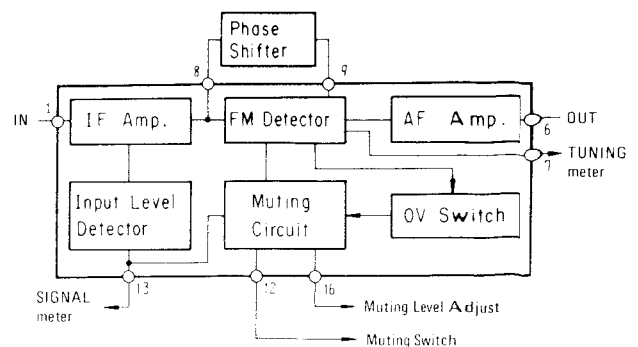 Phase
Shifter
8
9
1
IN
IF Amp.
FM Detector
AF Amp.
6
OUT
7
TUNING
meter
Input Level
Detector
Muting
Circuit
OV Switch
13
12
16
SIGNAL
meter
Muting Level Adjust
Muting Switch